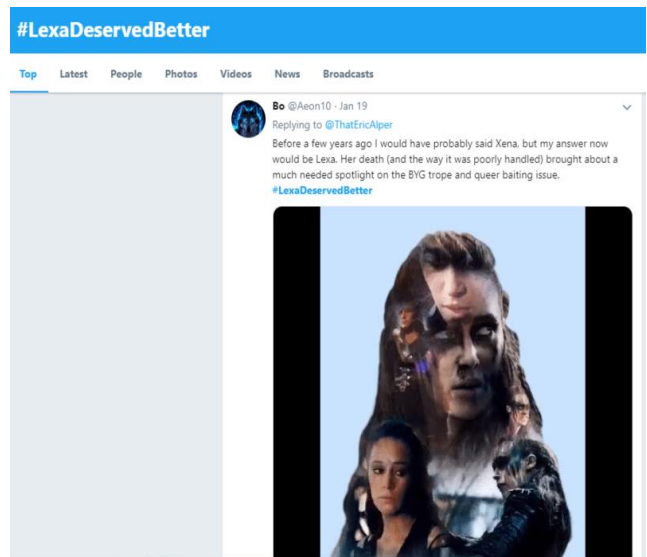 #LexaDeservedBetter
Top Latest People Photos Videos News Broadcasts
Bo @Aeon10 · Jan 19
Replying to @ThatEricAlper
Before a few years ago I would have probably said Xena, but my answer now
would be Lexa. Her death (and the way it was poorly handled) brought about a
much needed spotlight on the BYG trope and queer baiting issue.
#LexaDeservedBetter